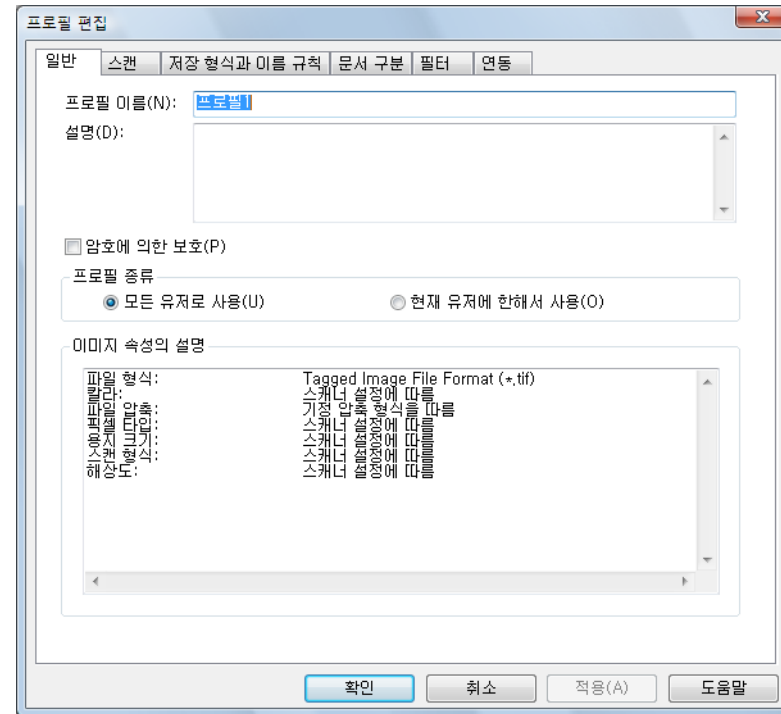 프로필 편집
일반 스캔 저장 형식과 이름 규칙 문서 구분 필터 연동
프로필 이름(N): 프로필1
설명(D):
암호에 의한 보호(P)
프로필 종류
모든 유저로 사용(U) 현재 유저에 한해서 사용(O)
이미지 속성의 설명
파일 형식: Tagged Image File Format (*.tif)
칼라: 스캐너 설정에 따름
파일 압축: 기정 압축 형식을 따름
픽셀 타입: 스캐너 설정에 따름
용지 크기: 스캐너 설정에 따름
스캔 형식: 스캐너 설정에 따름
해상도: 스캐너 설정에 따름
확인 취소 적용(A) 도움말